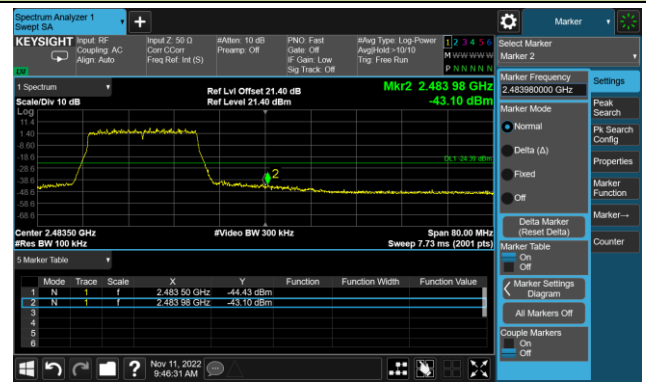 Spectrum Analyzer 1
Swept SA
KEYSIGHT
Input: RF
Coupling: AC
Align: Auto
Input Z: 50 Ω
Corr CCorr
Freq Ref: Int (S)
#Atten: 10 dB
Preamp: Off
PNO: Fast
Gate: Off
IF Gain: Low
Sig Track: Off
#Avg Type: Log-Power
Avg|Hold:>10/10
Trig: Free Run
1 2 3 4 5 6
M W W W W W
P N N N N N
LXI
1 Spectrum
Scale/Div 10 dB
Ref Lvl Offset 21.40 dB
Ref Level 21.40 dBm
Mkr2 2.483 98 GHz
-43.10 dBm
Log
11.4
1.40
-8.60
-18.6
-28.6
-38.6
-48.6
-58.6
-68.6
DL1 -24.39 dBm
2
Center 2.48350 GHz
#Res BW 100 kHz
#Video BW 300 kHz
Span 80.00 MHz
Sweep 7.73 ms (2001 pts)
5 Marker Table
Mode Trace Scale X Y Function Function Width Function Value
1 N 1 f 2.483 50 GHz -44.43 dBm
2 N 1 f 2.483 98 GHz -43.10 dBm
3
4
5
6
Nov 11, 2022
9:46:31 AM
Marker
Select Marker
Marker 2
Marker Frequency
2.483980000 GHz
Marker Mode
Normal
Delta (Δ)
Fixed
Off
Delta Marker
(Reset Delta)
Marker Table
On
Off
Marker Settings
Diagram
All Markers Off
Couple Markers
On
Off
Settings
Peak
Search
Pk Search
Config
Properties
Marker
Function
Marker→
Counter